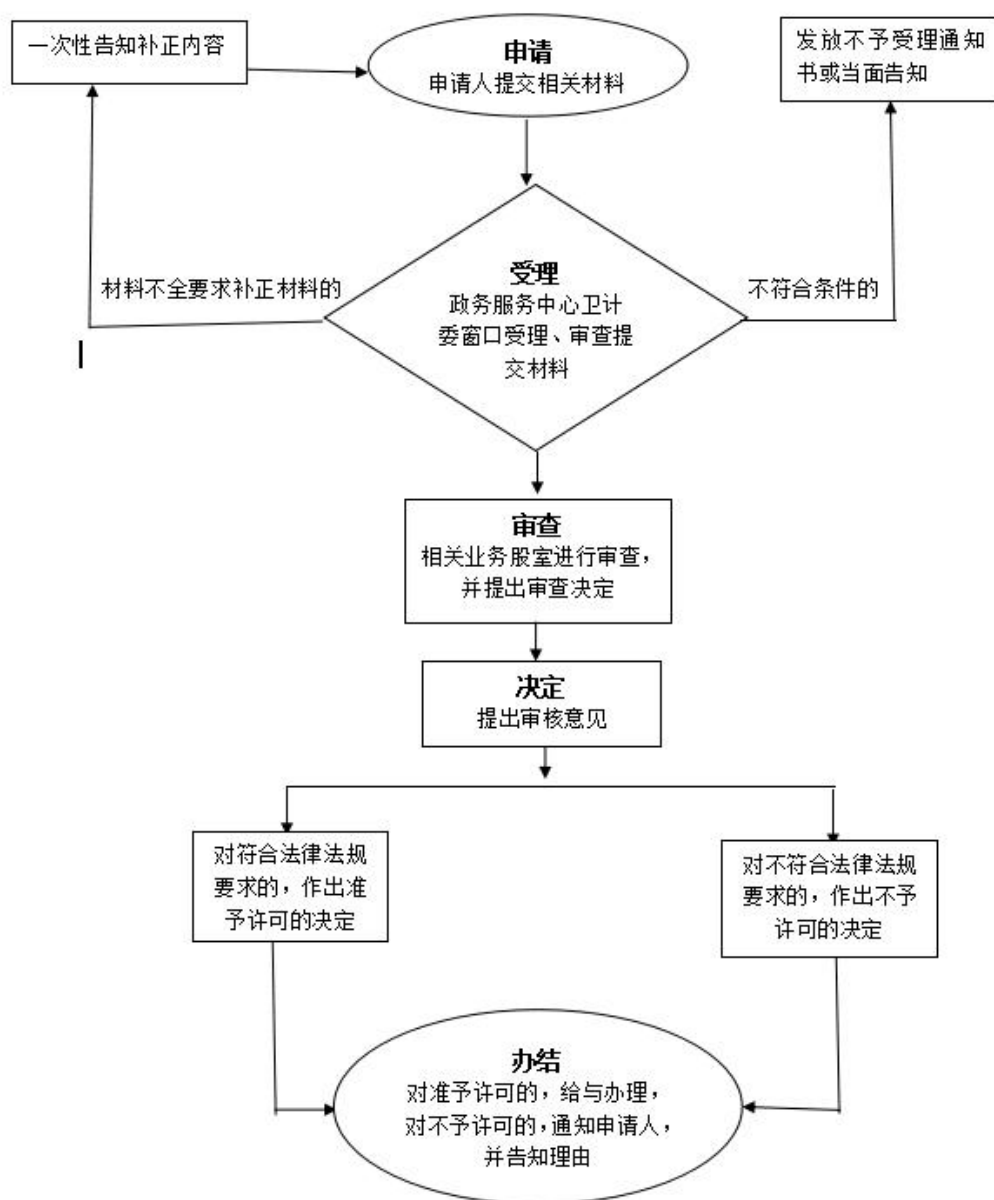 一次性告知补正内容
申请
申请人提交相关材料
发放不予受理通知
书或当面告知
材料不全要求补正材料的
受理
政务服务中心卫计
委窗口受理、审查提
交材料
不符合条件的
审查
相关业务股室进行审查，
并提出审查决定
决定
提出审核意见
对符合法律法规
要求的，作出准
予许可的决定
对不符合法律法规
要求的，作出不予
许可的决定
办结
对准予许可的，给与办理，
对不予许可的，通知申请人，
并告知理由